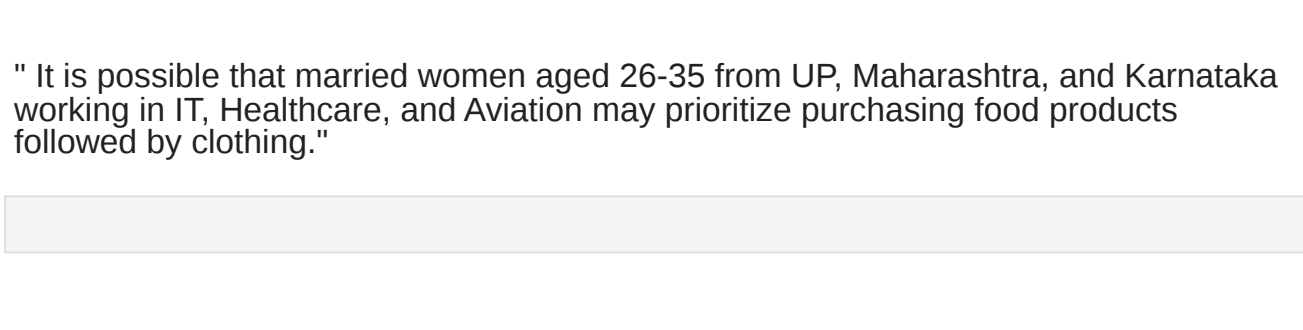 " It is possible that married women aged 26-35 from UP, Maharashtra, and Karnataka
working in IT, Healthcare, and Aviation may prioritize purchasing food products
followed by clothing."